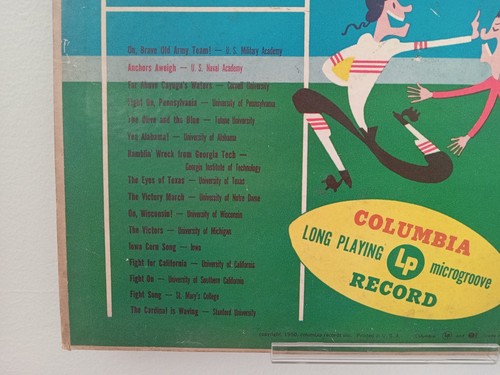 On, Brave Old Army Team! — U. S. Military Academy
Anchors Aweigh — U. S. Naval Academy
Far Above Cayuga's Waters — Cornell University
Fight On, Pennsylvania — University of Pennsylvania
The Olive and the Blue — Tulane University
Yea Alabama! — University of Alabama
Ramblin' Wreck from Georgia Tech —
Georgia Institute of Technology
The Eyes of Texas — University of Texas
The Victory March — University of Notre Dame
On, Wisconsin! — University of Wisconsin
The Victors — University of Michigan
Iowa Corn Song — Iowa
Fight for California — University of California
Fight On — University of Southern California
Fight Song — St. Mary's College
The Cardinal is Waving — Stanford University
COLUMBIA
LONG PLAYING Lp microgroove
RECORD